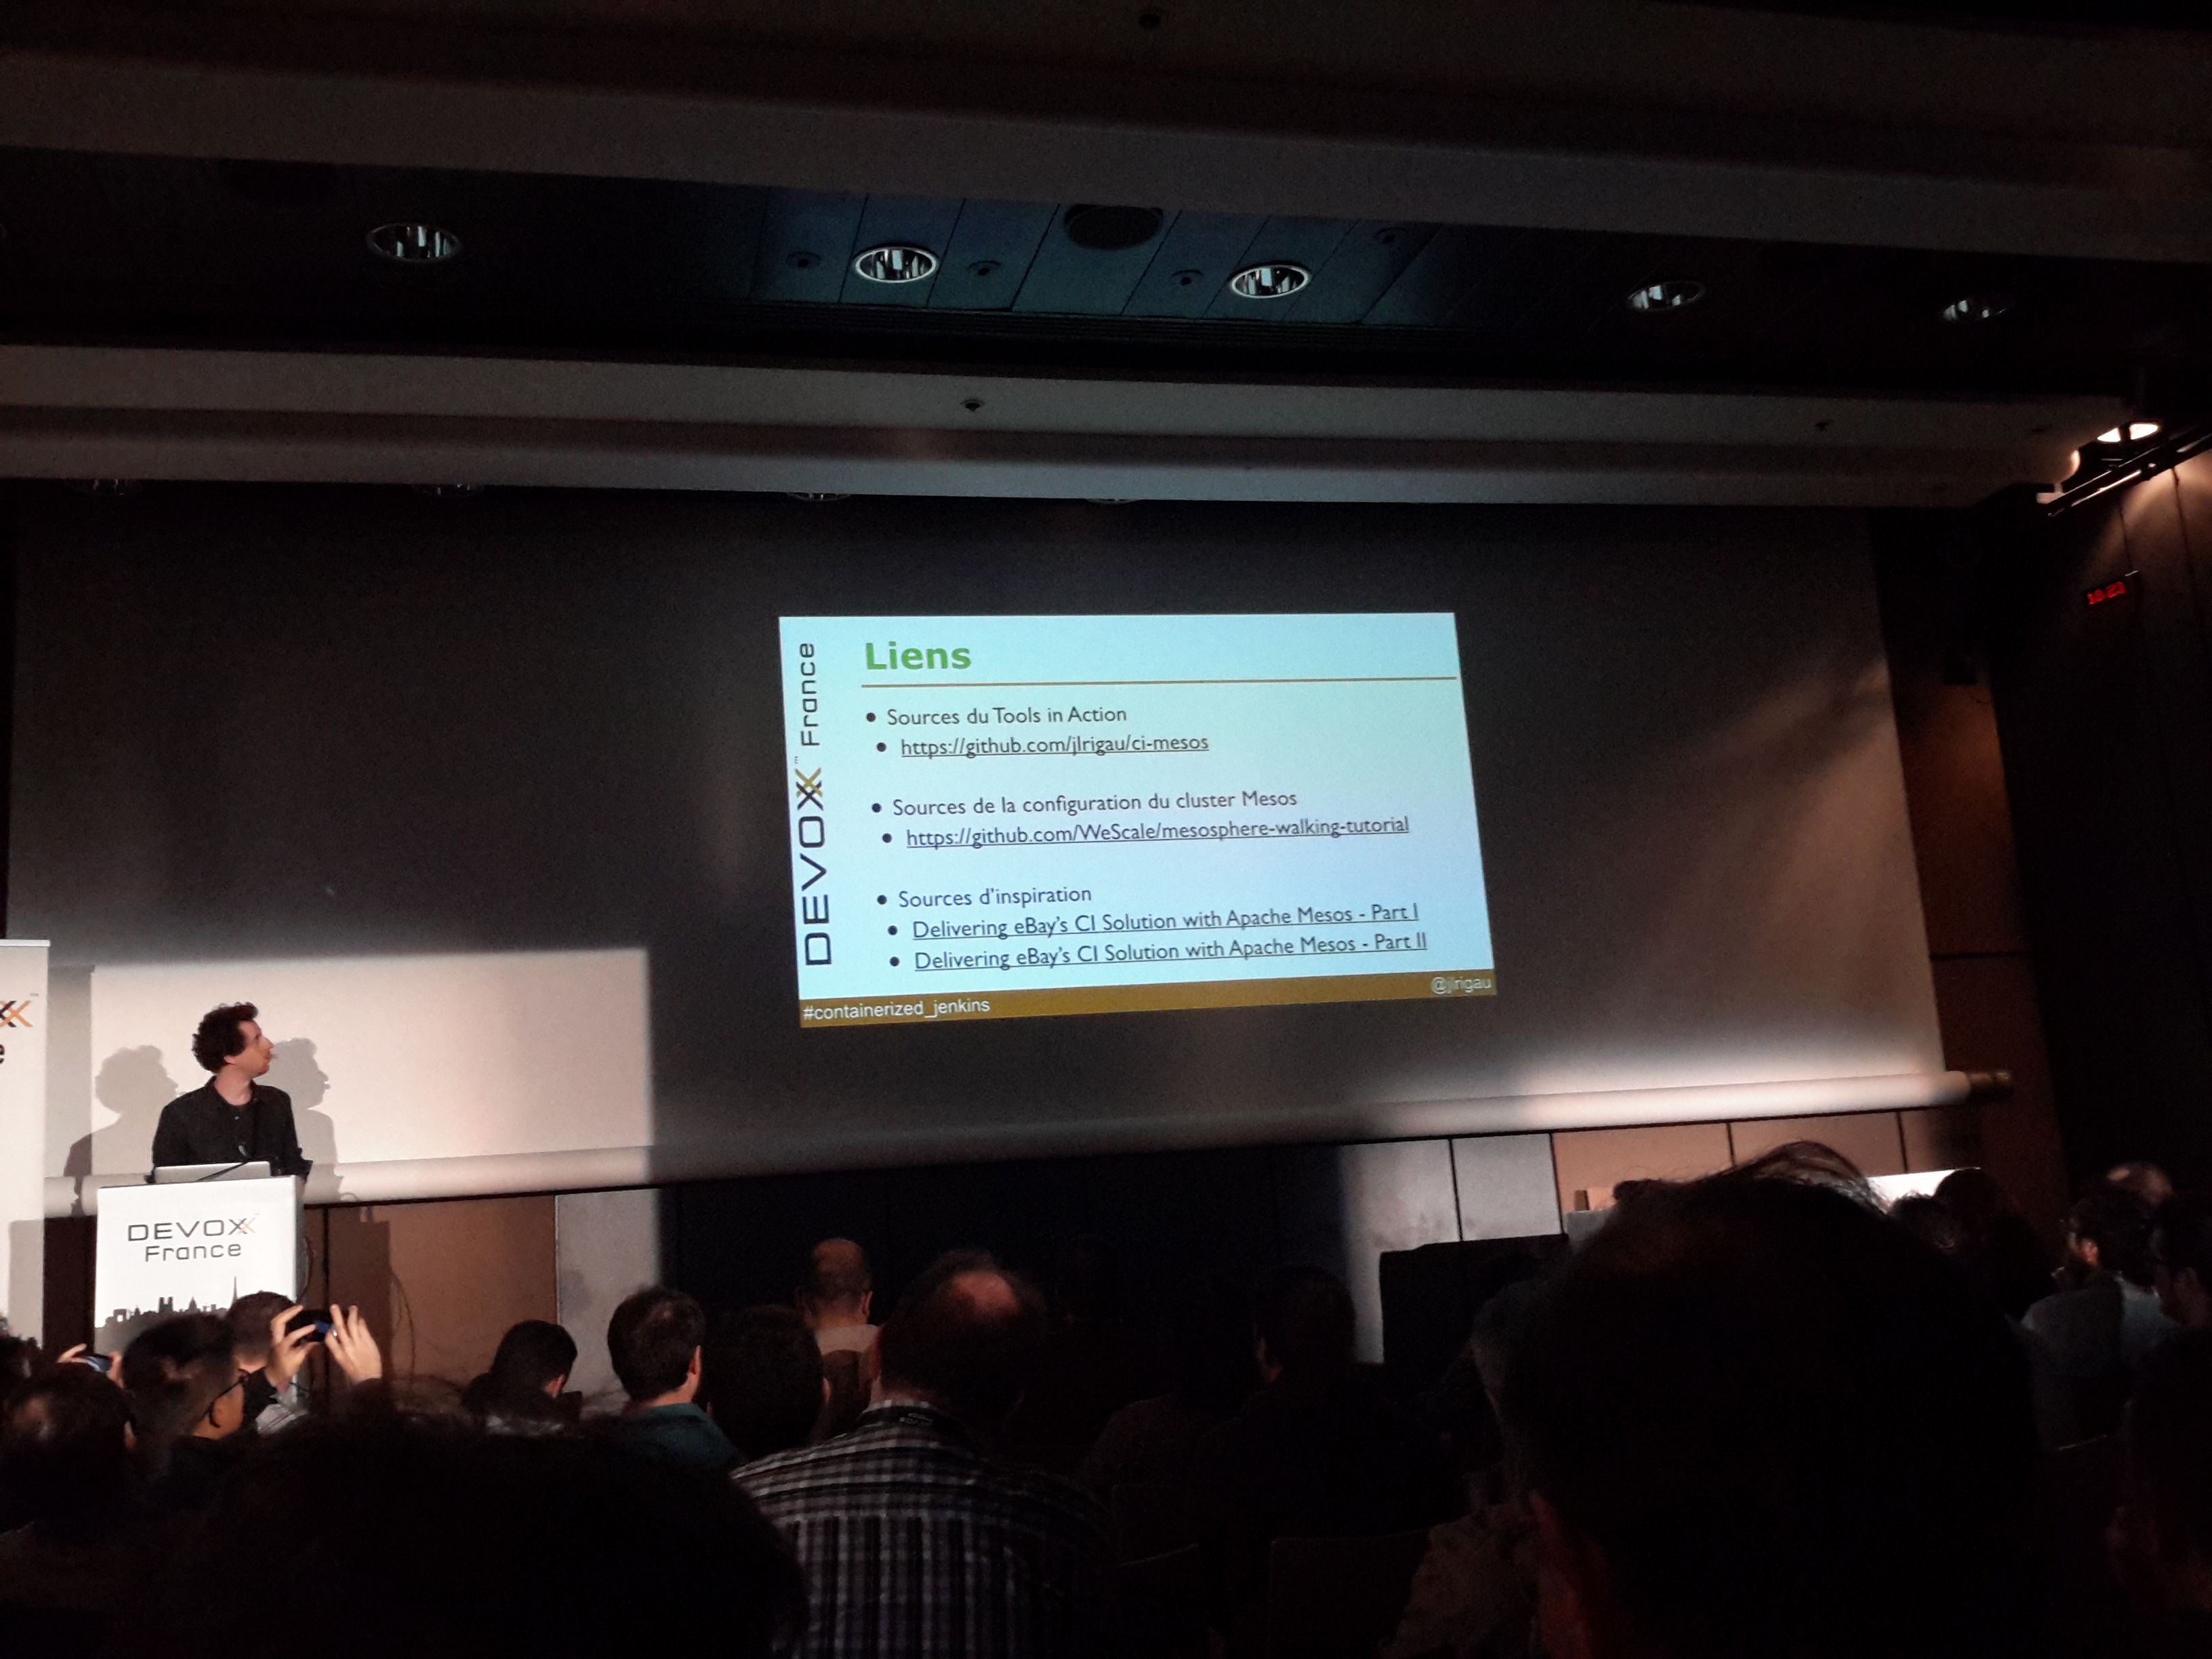 Liens
Sources du Tools in Action
https://github.com/jlrigau/ci-mesos
Sources de la configuration du cluster Mesos
https://github.com/WeScale/mesosphere-walking-tutorial
Sources d'inspiration
Delivering eBay's CI Solution with Apache Mesos - Part I
Delivering eBay's CI Solution with Apache Mesos - Part II
#containerized_jenkins
@jlrigau
DEVOXX™ France
DEVOXX™
France